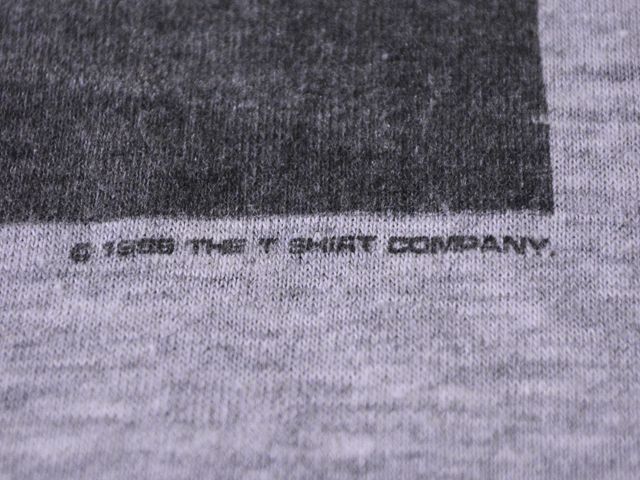 © THE T SHIRT COMPANY.